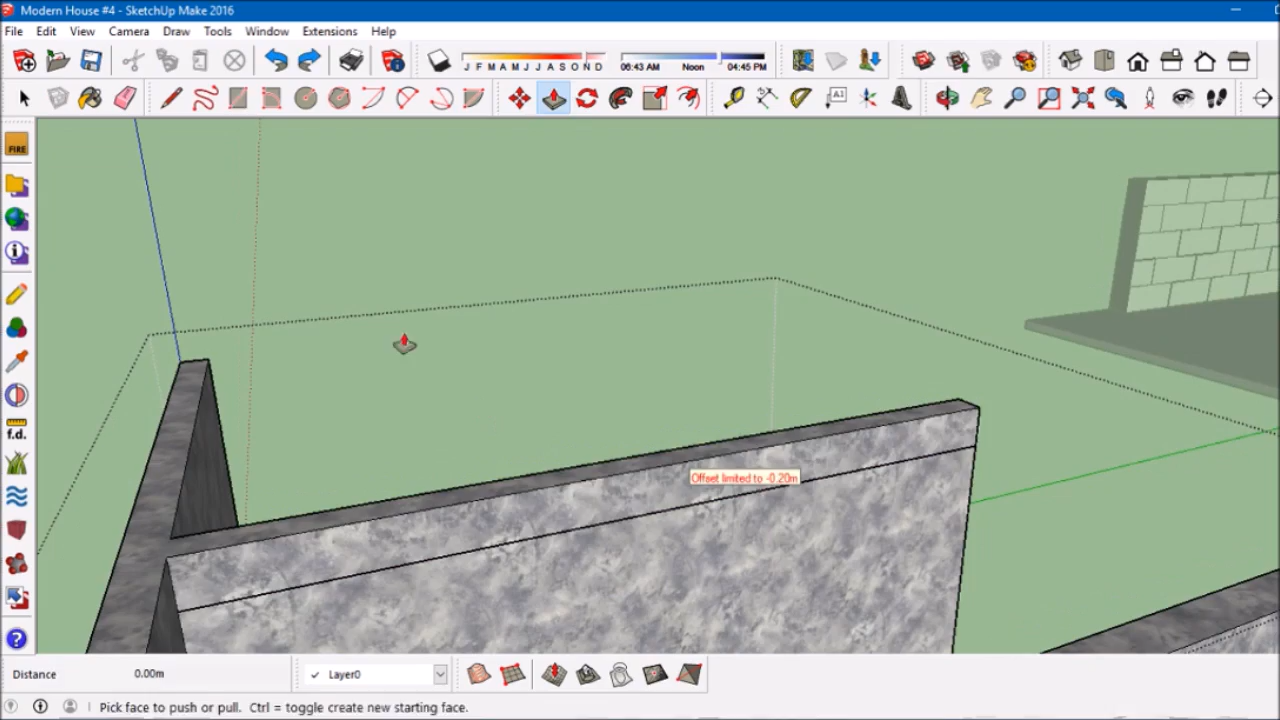 Modern House #4 - SketchUp Make 2016
File Edit View Camera Draw Tools Window Extensions Help
J F M A M J J A S O N D 06:43 AM Noon 04:45 PM
A1
FIRE
f.d.
Offset limited to -0.20m
Distance 0.00m Layer0
Pick face to push or pull. Ctrl = toggle create new starting face.